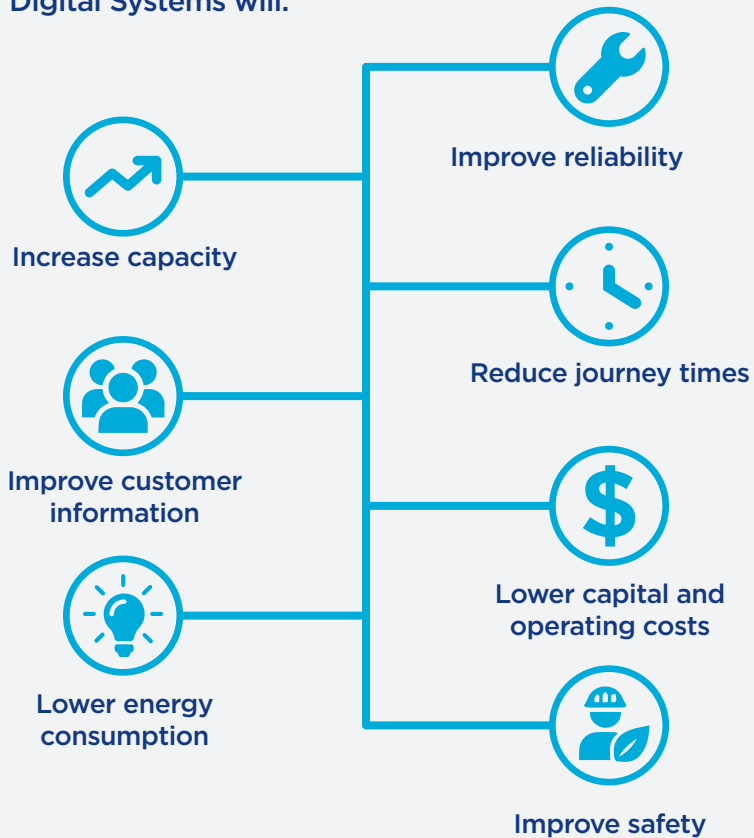 Digital Systems will:
Improve reliability
Increase capacity
Reduce journey times
Improve customer
information
Lower capital and
operating costs
Lower energy
consumption
Improve safety